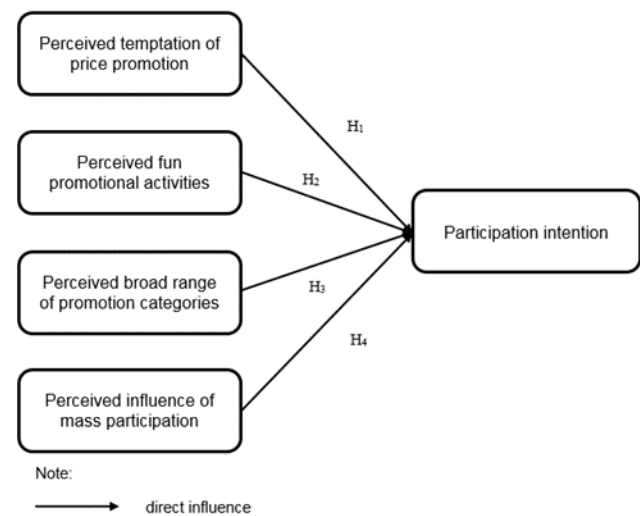 Perceived temptation of
price promotion
H₁
Perceived fun
promotional activities
H₂
Participation intention
Perceived broad range
of promotion categories
H₃
H₄
Perceived influence of
mass participation
Note:
direct influence